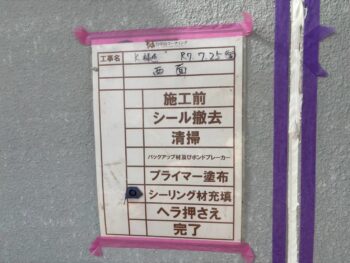 工事名 K様邸 R7 7.25
西面
施工前
シール撤去
清掃
バックアップ材及びボンドブレーカー
プライマー塗布
シーリング材充填
ヘラ押さえ
完了